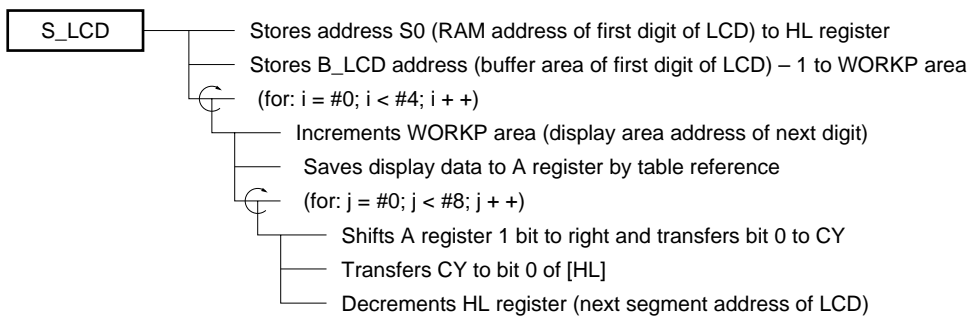 S_LCD
Stores address S0 (RAM address of first digit of LCD) to HL register
Stores B_LCD address (buffer area of first digit of LCD) – 1 to WORKP area
(for: i = #0; i < #4; i + +)
Increments WORKP area (display area address of next digit)
Saves display data to A register by table reference
(for: j = #0; j < #8; j + +)
Shifts A register 1 bit to right and transfers bit 0 to CY
Transfers CY to bit 0 of [HL]
Decrements HL register (next segment address of LCD)